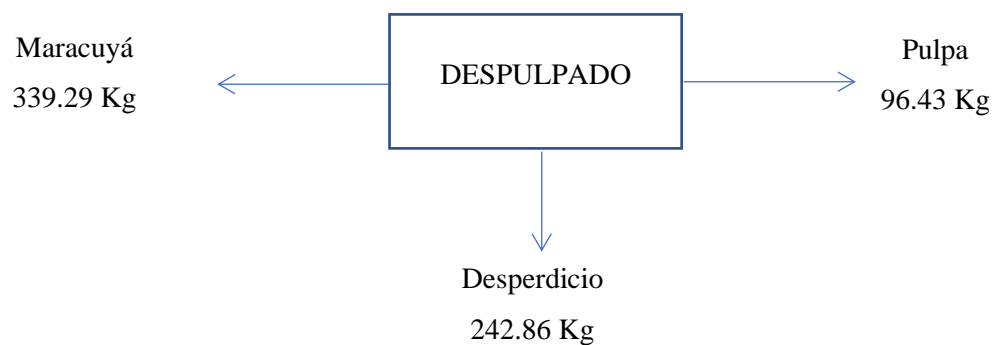 Maracuyá
339.29 Kg
DESPULPADO
Pulpa
96.43 Kg
Desperdicio
242.86 Kg